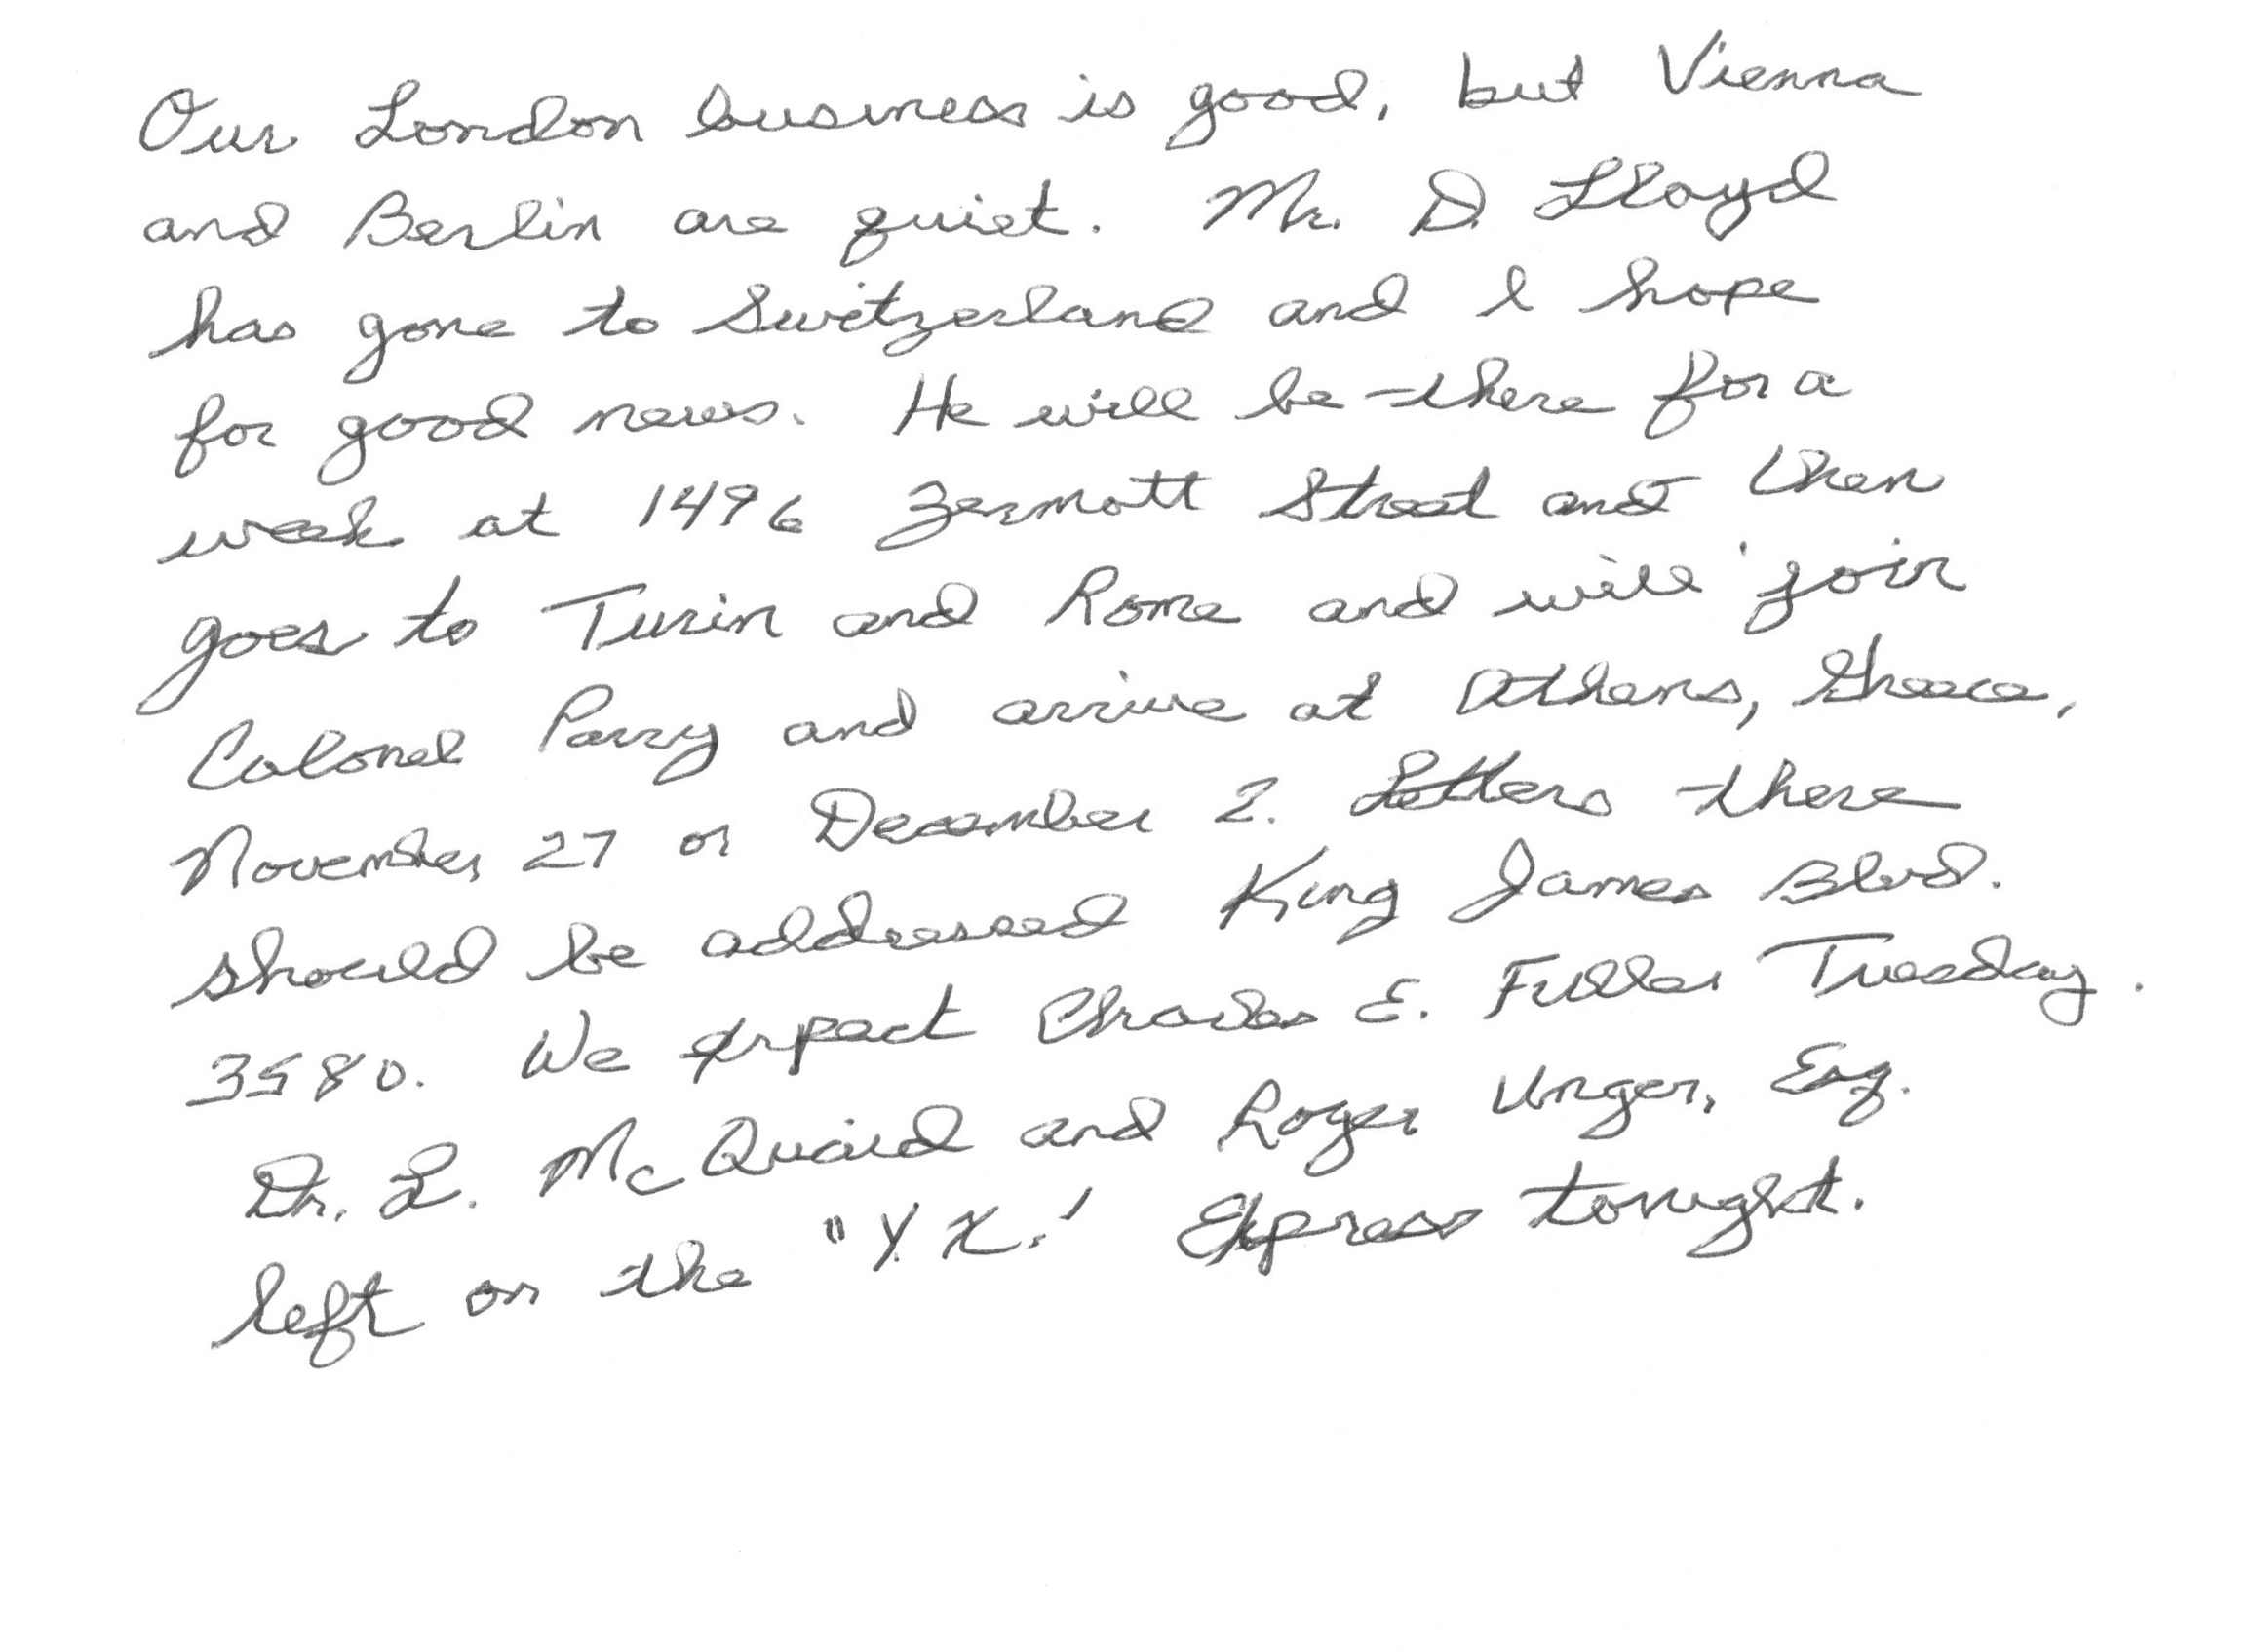 Our London business is good, but Vienna
and Berlin are quiet. Mr. D. Lloyd
has gone to Switzerland and I hope
for good news. He will be there for a
week at 1496 Zermott Street and then
goes to Turin and Rome and will join
Colonel Parry and arrive at Athens, Greece,
November 27 or December 2. Letters there
should be addressed King James Blvd.
3580. We expect Charles E. Fuller Tuesday.
Dr. L. McQuaid and Roger Unger, Esq.
left on the "Y.X." Express tonight.